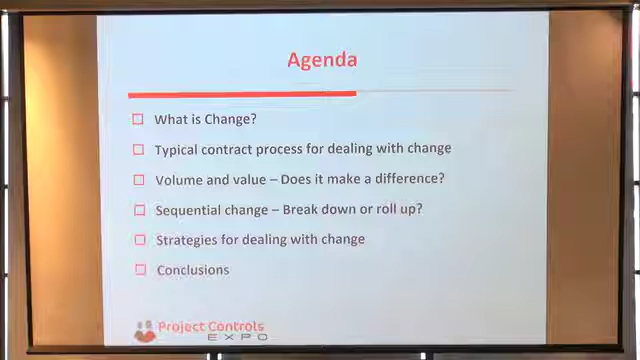 Agenda
What is Change?
Typical contract process for dealing with change
Volume and value – Does it make a difference?
Sequential change – Break down or roll up?
Strategies for dealing with change
Conclusions
Project Controls
EXPO